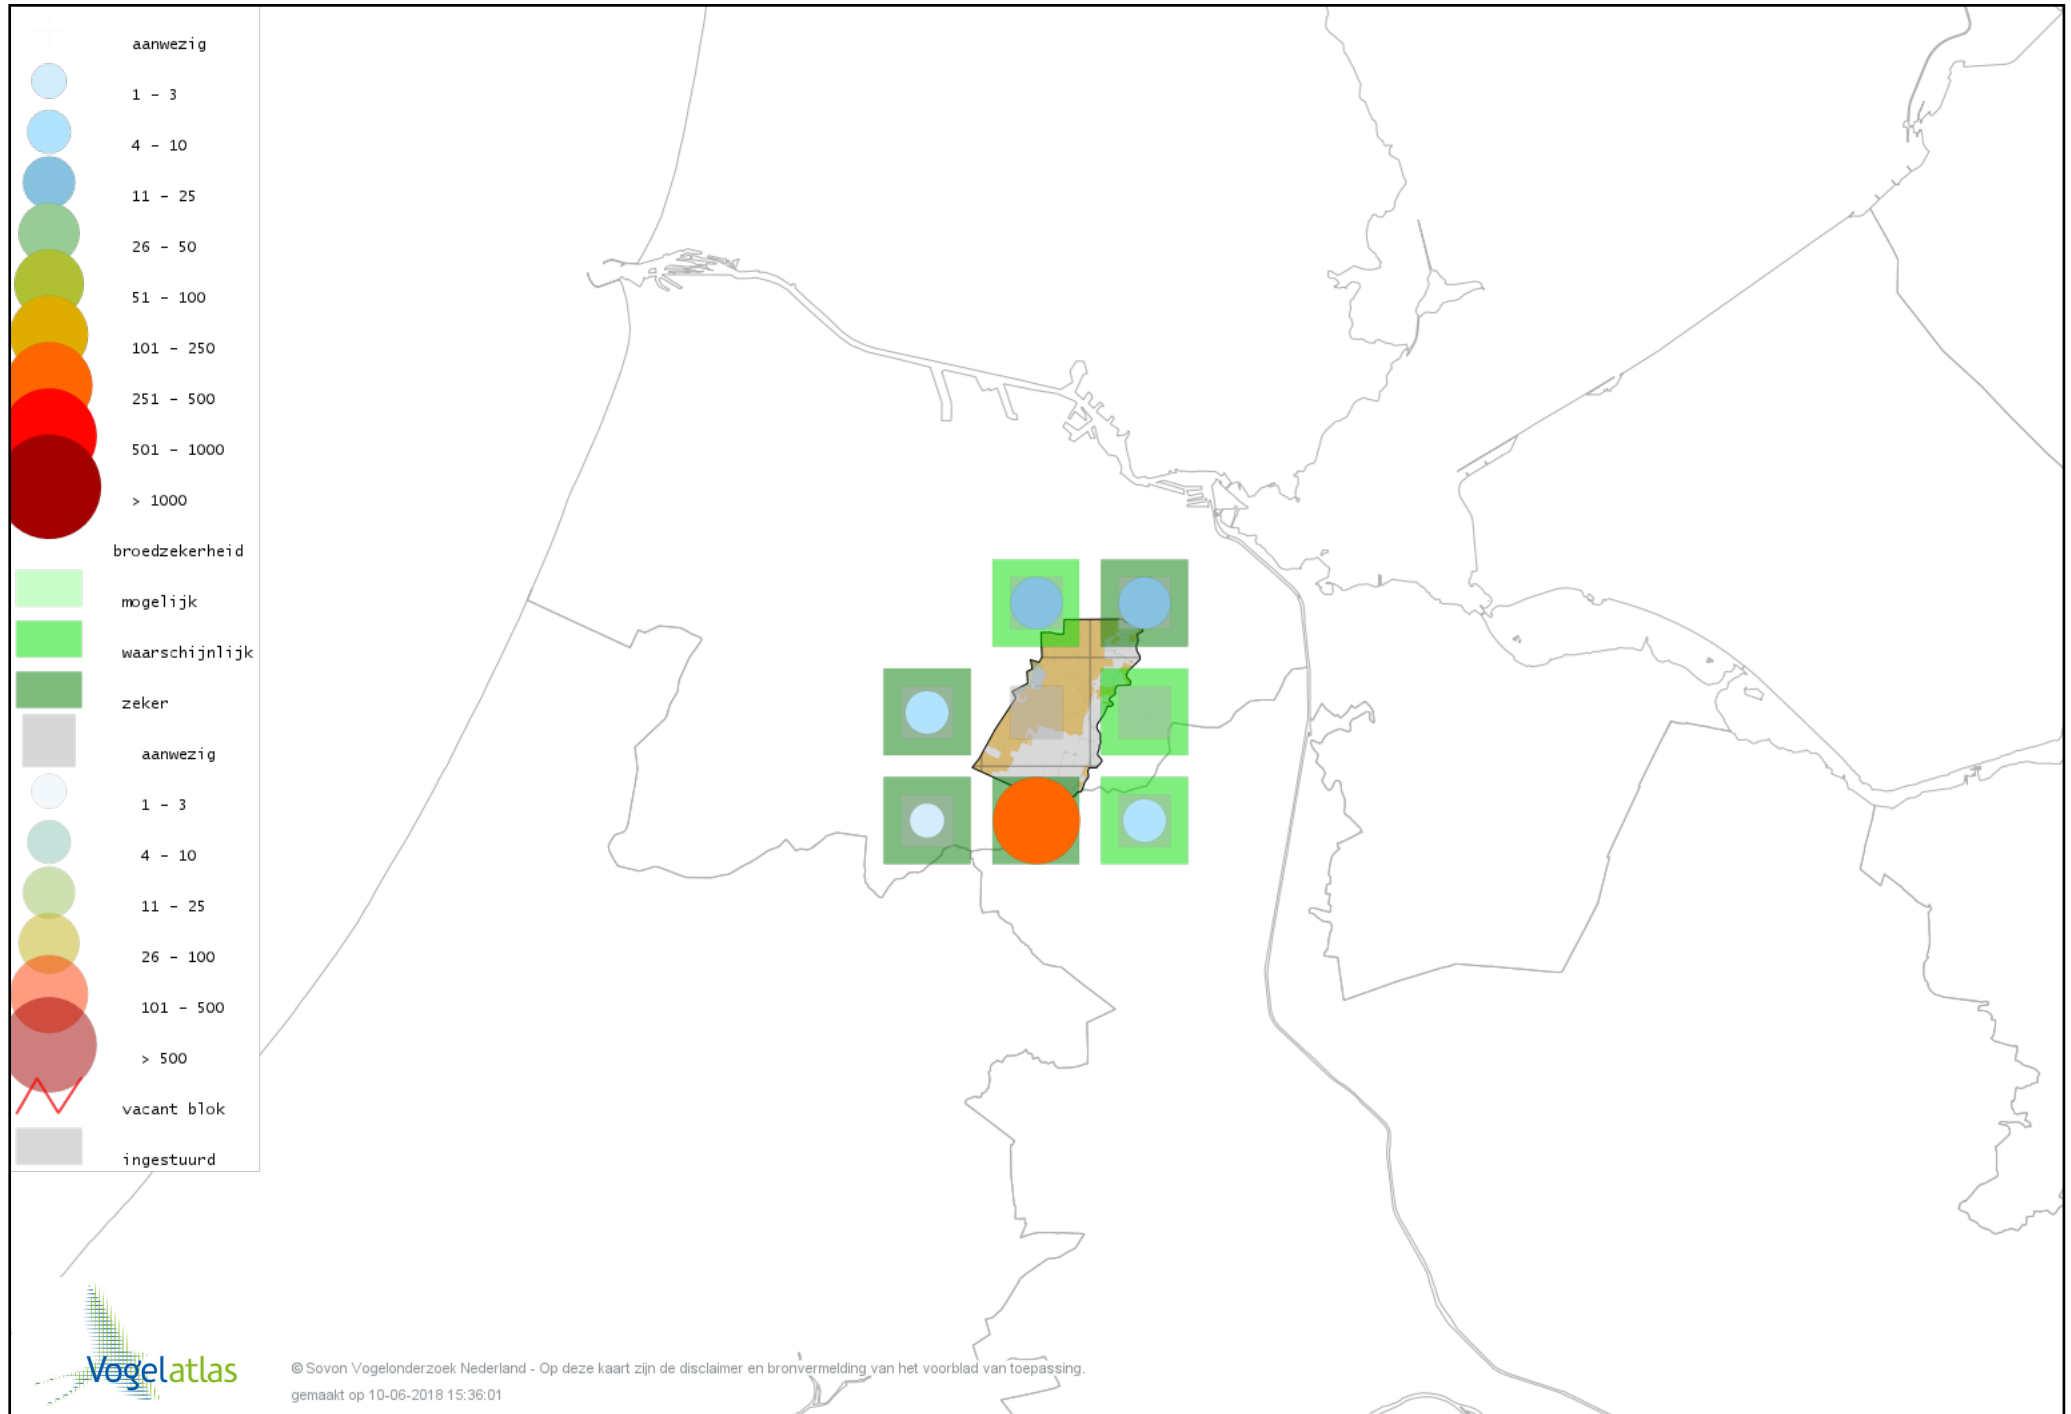 aanwezig
1 - 3
4 - 10
11 - 25
26 - 50
51 - 100
101 - 250
251 - 500
501 - 1000
> 1000
broedzekerheid
mogelijk
waarschijnlijk
zeker
aanwezig
1 - 3
4 - 10
11 - 25
26 - 100
101 - 500
> 500
vacant blok
ingestuurd
Vogelatlas
© Sovon Vogelonderzoek Nederland - Op deze kaart zijn de disclaimer en bronvermelding van het voorblad van toepassing.
gemaakt op 10-06-2018 15:36:01